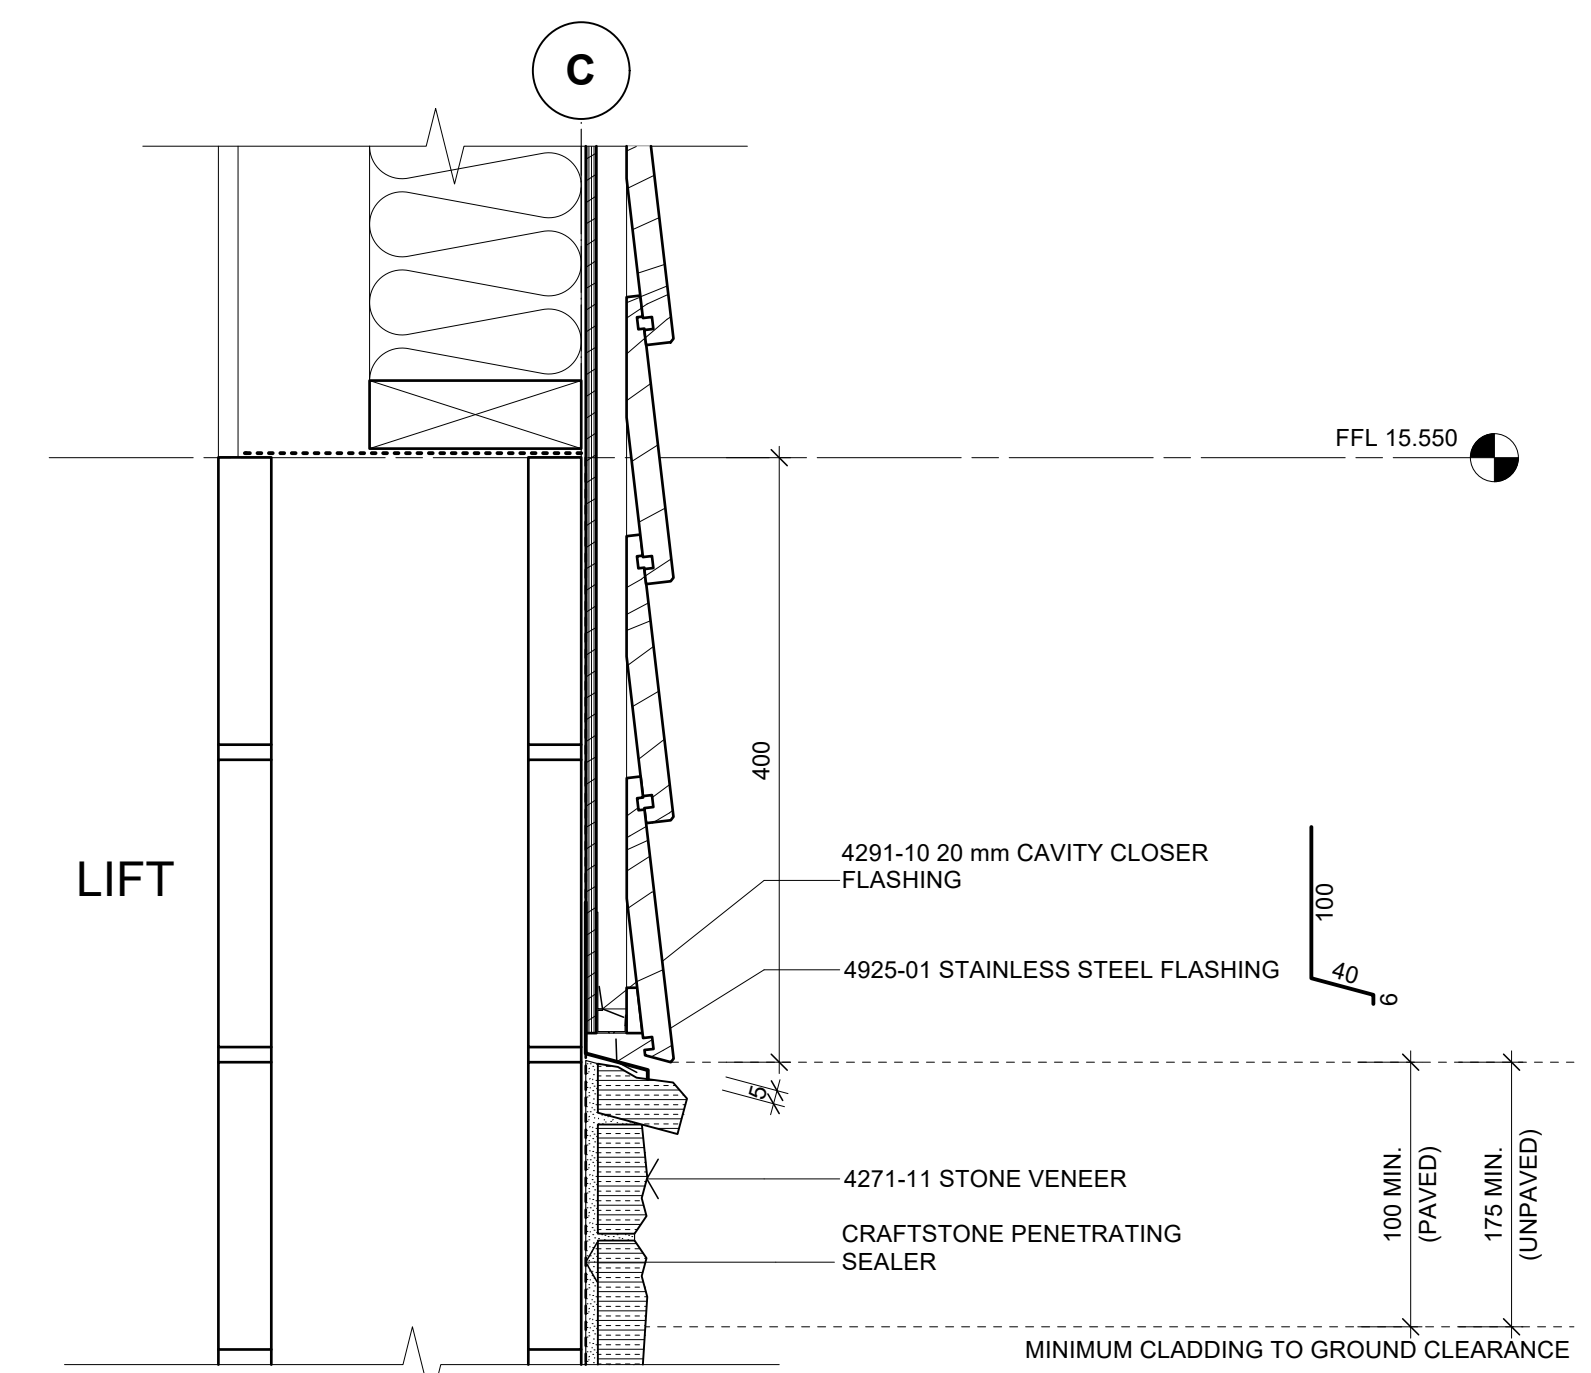 C
FFL 15.550
400
4291-10 20 mm CAVITY CLOSER
FLASHING
100
LIFT
4925-01 STAINLESS STEEL FLASHING
40
6
5
4271-11 STONE VENEER
100 MIN.
(PAVED)
175 MIN.
(UNPAVED)
CRAFTSTONE PENETRATING
SEALER
MINIMUM CLADDING TO GROUND CLEARANCE